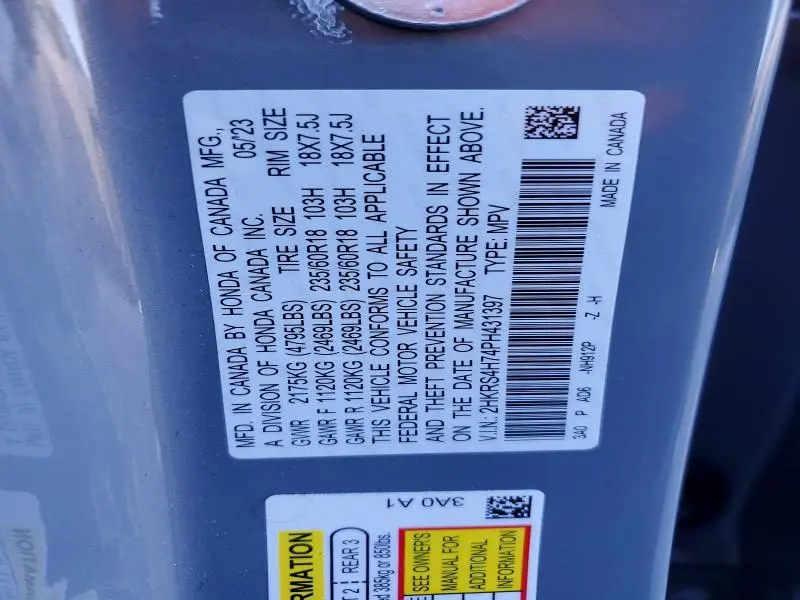 MFD. IN CANADA BY HONDA OF CANADA MFG.,
A DIVISION OF HONDA CANADA INC. 05/23
GVWR 2175KG (4795LBS) TIRE SIZE RIM SIZE
GAWR F 1120KG (2469LBS) 235/60R18 103H 18X7.5J
GAWR R 1120KG (2469LBS) 235/60R18 103H 18X7.5J
THIS VEHICLE CONFORMS TO ALL APPLICABLE
FEDERAL MOTOR VEHICLE SAFETY
AND THEFT PREVENTION STANDARDS IN EFFECT
ON THE DATE OF MANUFACTURE SHOWN ABOVE.
V.I.N.: 2HKRS4H74PH431397 TYPE: MPV
3A0 P AD6 -NH912P -Z -H
MADE IN CANADA
3A0 A1
REAR 3
385kg or 850lbs.
SEE OWNER'S
MANUAL FOR
ADDITIONAL
INFORMATION